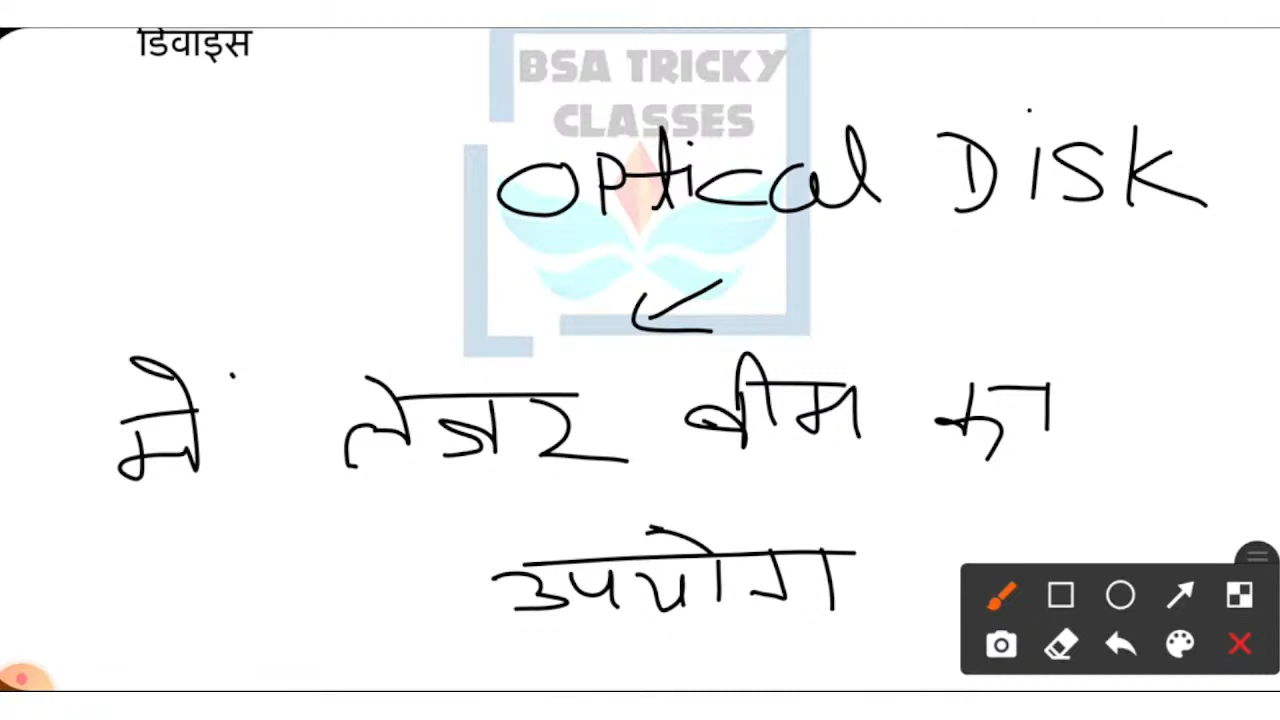 डिवाइस
BSA TRICKY
CLASSES
Optical DISK
में लेजर बीम का
उपयोग